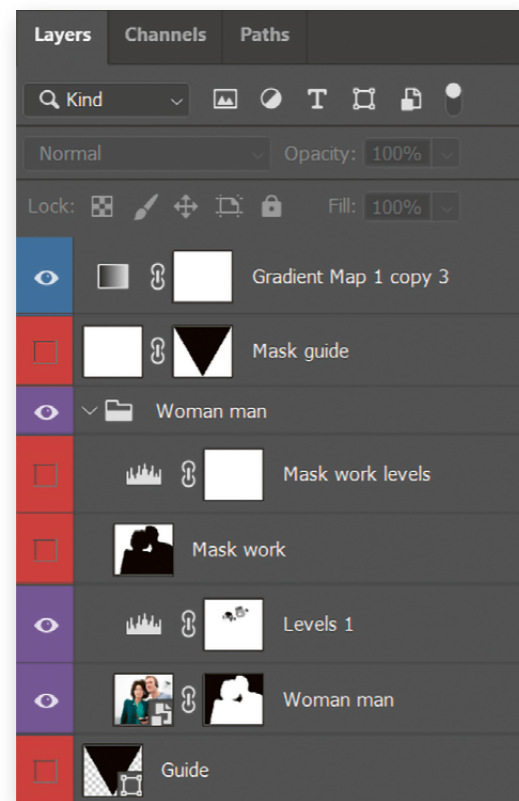 Layers Channels Paths
Kind T
Normal Opacity: 100%
Lock: Fill: 100%
Gradient Map 1 copy 3
Mask guide
Woman man
Mask work levels
Mask work
Levels 1
Woman man
Guide